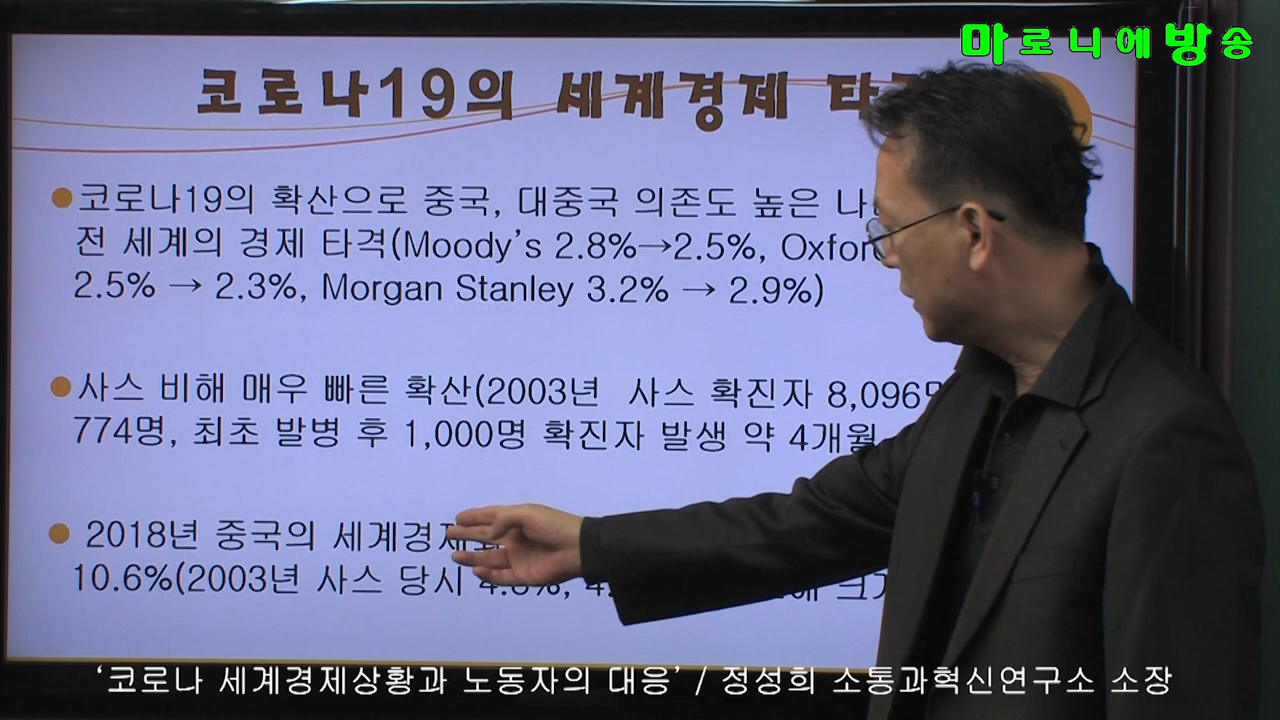 마로니에방송
코로나19의 세계경제
코로나19의 확산으로 중국, 대중국 의존도 높은
전 세계의 경제 타격(Moody's 2.8%→2.5%, Oxford
2.5% → 2.3%, Morgan Stanley 3.2% → 2.9%)
사스 비해 매우 빠른 확산(2003년 사스 확진자 8,096명
774명, 최초 발병 후 1,000명 확진자 발생 약 4개월
2018년 중국의 세계경제
10.6%(2003년 사스 당시
'코로나 세계경제상황과 노동자의 대응' / 정성희 소통과혁신연구소 소장